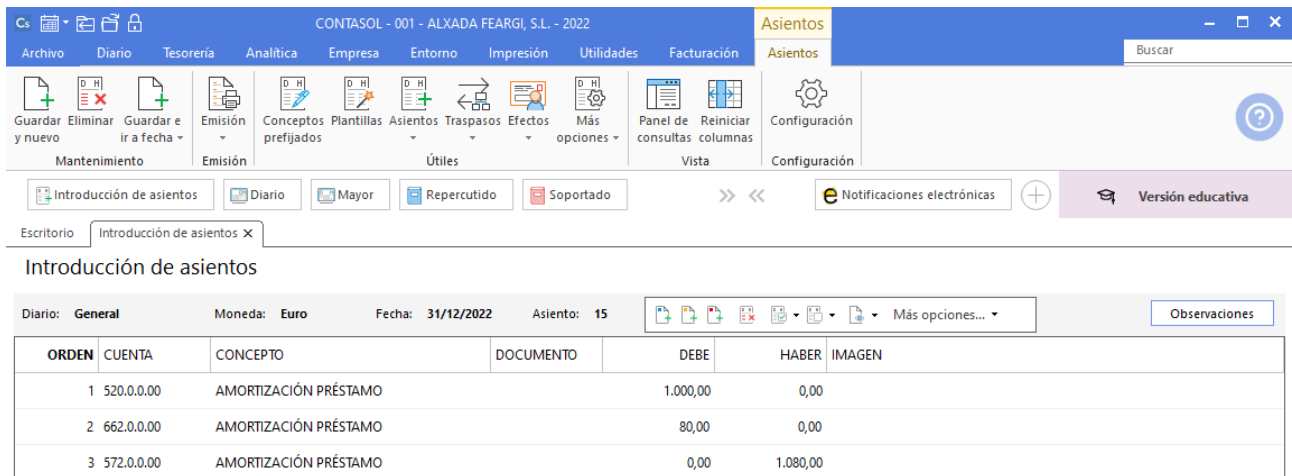 Cs CONTASOL - 001 - ALXADA FEARGI, S.L. - 2022 Asientos
Archivo Diario Tesorería Analítica Empresa Entorno Impresión Utilidades Facturación Asientos Buscar
D H D H D H D H D H
Guardar Eliminar Guardar e Emisión Conceptos Plantillas Asientos Traspasos Efectos Más Panel de Reiniciar Configuración
y nuevo ir a fecha prefijados opciones consultas columnas
Mantenimiento Emisión Útiles Vista Configuración
Introducción de asientos Diario Mayor Repercutido Soportado e Notificaciones electrónicas Versión educativa
Escritorio Introducción de asientos X
Introducción de asientos
Diario: General Moneda: Euro Fecha: 31/12/2022 Asiento: 15 Más opciones... Observaciones
ORDEN CUENTA CONCEPTO DOCUMENTO DEBE HABER IMAGEN
1 520.0.0.00 AMORTIZACIÓN PRÉSTAMO 1.000,00 0,00
2 662.0.0.00 AMORTIZACIÓN PRÉSTAMO 80,00 0,00
3 572.0.0.00 AMORTIZACIÓN PRÉSTAMO 0,00 1.080,00